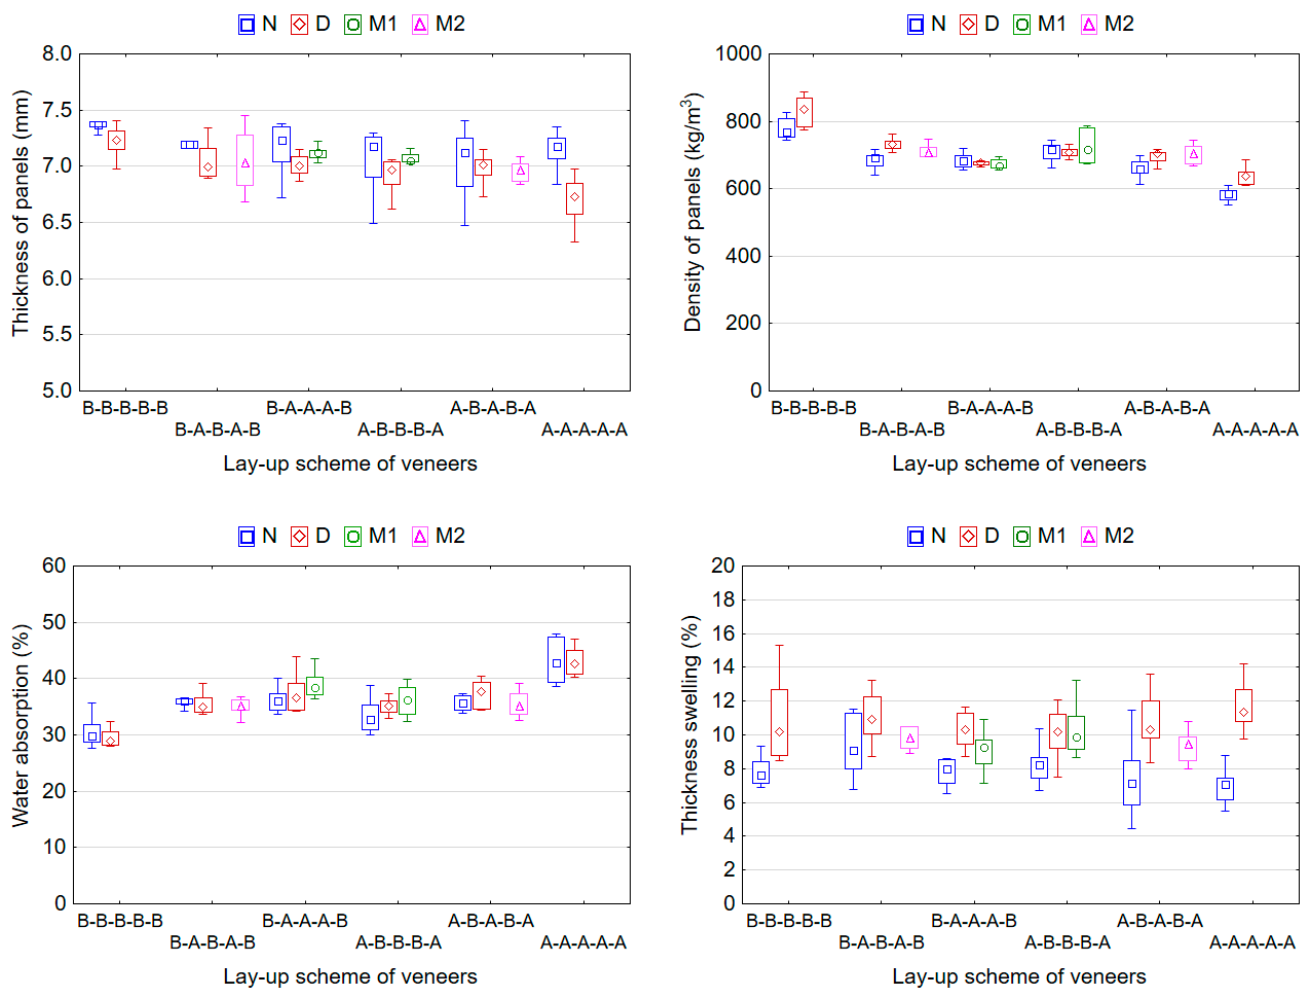 N D M1 M2
Thickness of panels (mm)
8.0
7.5
7.0
6.5
6.0
5.5
5.0
B-B-B-B-B B-A-A-A-B A-B-A-B-A
B-A-B-A-B A-B-B-B-A A-A-A-A-A
Lay-up scheme of veneers
N D M1 M2
Density of panels (kg/m³)
1000
800
600
400
200
0
B-B-B-B-B B-A-A-A-B A-B-A-B-A
B-A-B-A-B A-B-B-B-A A-A-A-A-A
Lay-up scheme of veneers
N D M1 M2
Water absorption (%)
60
50
40
30
20
10
0
B-B-B-B-B B-A-A-A-B A-B-A-B-A
B-A-B-A-B A-B-B-B-A A-A-A-A-A
Lay-up scheme of veneers
N D M1 M2
Thickness swelling (%)
20
18
16
14
12
10
8
6
4
2
0
B-B-B-B-B B-A-A-A-B A-B-A-B-A
B-A-B-A-B A-B-B-B-A A-A-A-A-A
Lay-up scheme of veneers